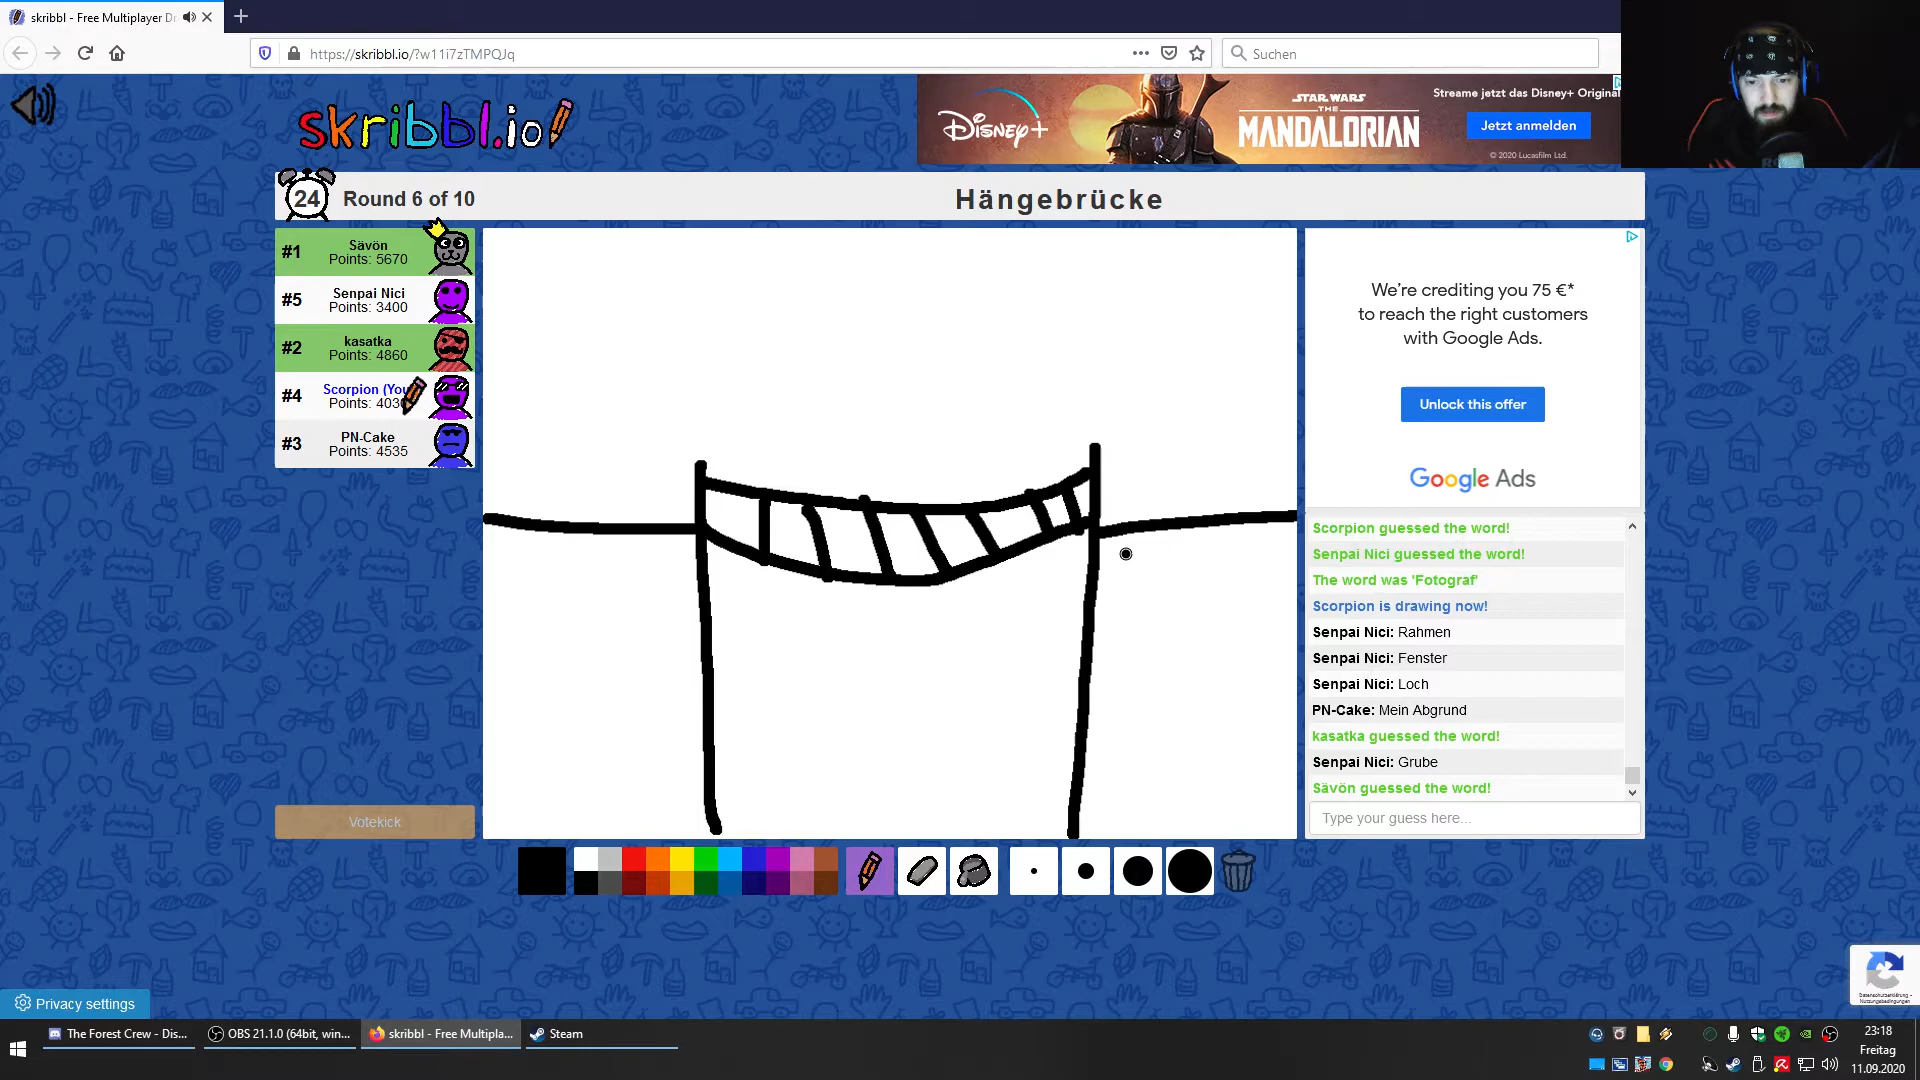 skribbl - Free Multiplayer Dr
https://skribbl.io/?w11i7zTMPQJq
Suchen
skribbl.io
Disney+
STAR WARS
THE
MANDALORIAN
Streame jetzt das Disney+ Original
Jetzt anmelden
© 2020 Lucasfilm Ltd.
24
Round 6 of 10
Hängebrücke
#1
Sävön
Points: 5670
#5
Senpai Nici
Points: 3400
#2
kasatka
Points: 4860
#4
Scorpion (You
Points: 4030
#3
PN-Cake
Points: 4535
Votekick
We're crediting you 75 €*
to reach the right customers
with Google Ads.
Unlock this offer
Google Ads
Scorpion guessed the word!
Senpai Nici guessed the word!
The word was 'Fotograf'
Scorpion is drawing now!
Senpai Nici: Rahmen
Senpai Nici: Fenster
Senpai Nici: Loch
PN-Cake: Mein Abgrund
kasatka guessed the word!
Senpai Nici: Grube
Sävön guessed the word!
Type your guess here...
Privacy settings
Datenschutzerklärung -
Nutzungsbedingungen
The Forest Crew - Dis...
OBS 21.1.0 (64bit, win...
skribbl - Free Multipla...
Steam
23:18
Freitag
11.09.2020